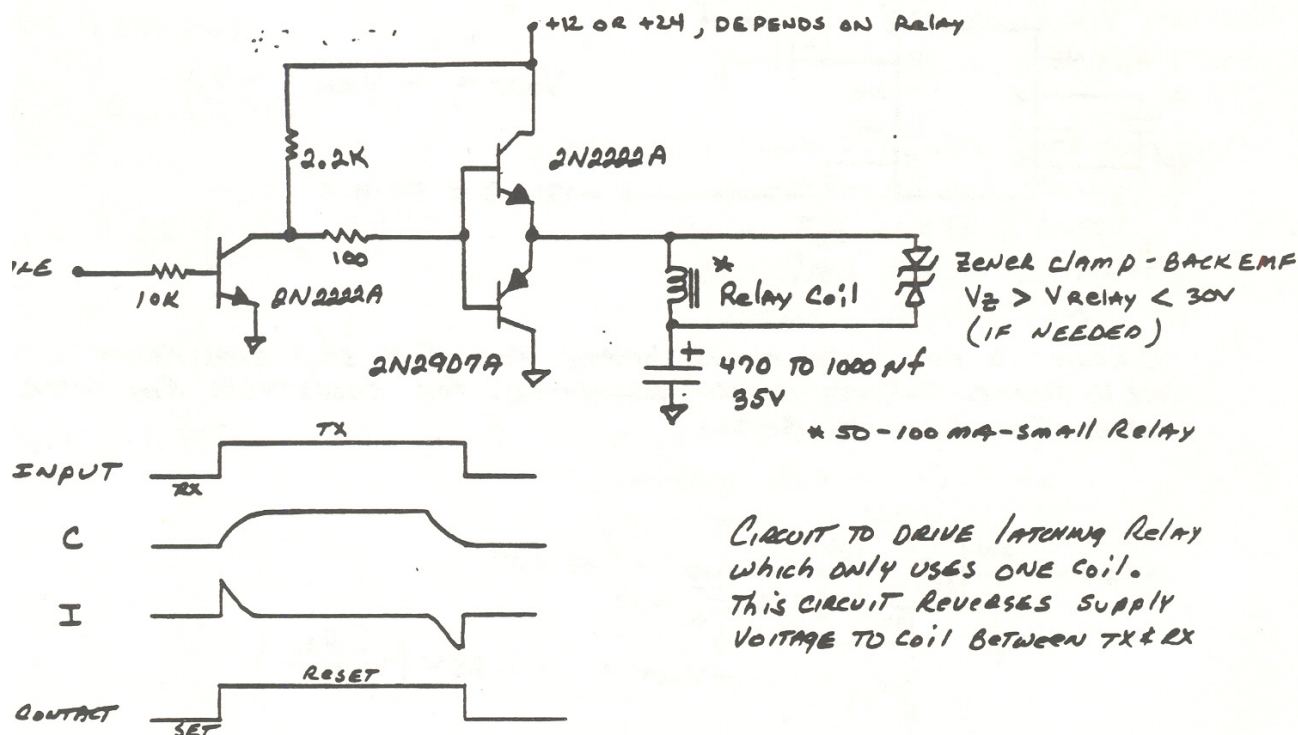 +12 OR +24, DEPENDS ON Relay
2.2K
2N2222A
100
10K
2N2222A
2N2907A
*
Relay Coil
ZENER CLAMP - BACK EMF
Vz > VRelay < 30V
(IF NEEDED)
+
470 TO 1000 μf
35V
* 50-100 mA-Small Relay
INPUT
RX
TX
C
I
CONTACT
SET
RESET
CIRCUIT TO DRIVE LATCHING Relay
which ONLY USES ONE Coil.
This CIRCUIT REVERSES SUPPLY
VOLTAGE TO Coil BETWEEN TX & RX